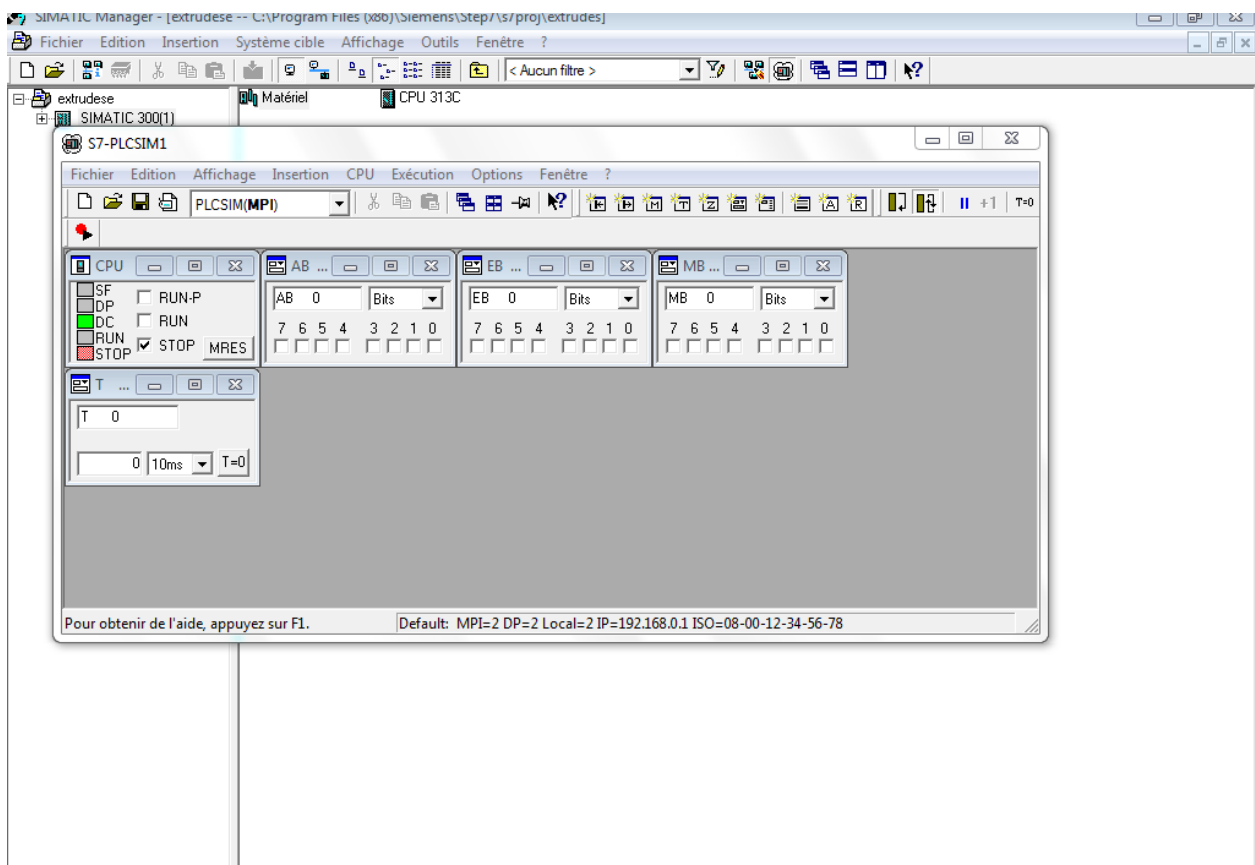 SIMATIC Manager - [extrudese -- C:\Program Files (x86)\Siemens\Step7\s7proj\extrudes]
Fichier Edition Insertion Système cible Affichage Outils Fenêtre ?
< Aucun filtre >
extrudese
Matériel CPU 313C
SIMATIC 300(1)
S7-PLCSIM1
Fichier Edition Affichage Insertion CPU Exécution Options Fenêtre ?
PLCSIM(MPI) +1 T=0
CPU AB ... EB ... MB ...
SF
DP
DC
RUN
STOP
RUN-P
RUN
STOP MRES
AB 0 Bits
7 6 5 4 3 2 1 0
EB 0 Bits
7 6 5 4 3 2 1 0
MB 0 Bits
7 6 5 4 3 2 1 0
T ...
T 0
0 10ms T=0
Pour obtenir de l'aide, appuyez sur F1. Default: MPI=2 DP=2 Local=2 IP=192.168.0.1 ISO=08-00-12-34-56-78